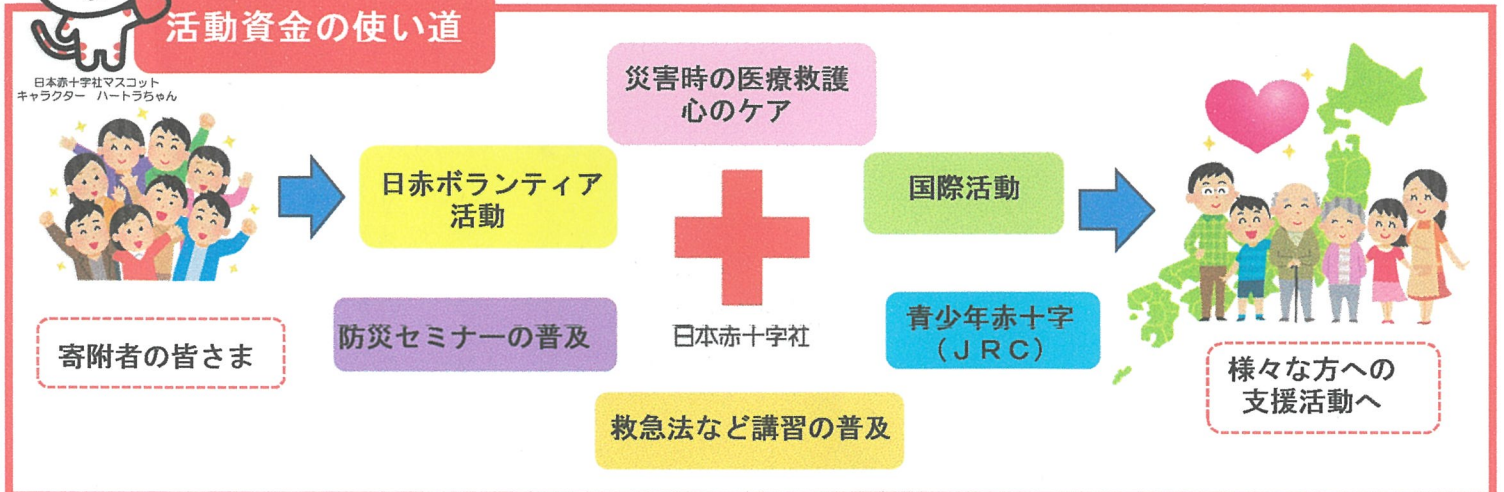 活動資金の使い道
日本赤十字社マスコット
キャラクター ハートラちゃん
災害時の医療救護
心のケア
日赤ボランティア
活動
国際活動
防災セミナーの普及
日本赤十字社
青少年赤十字
(JRC)
救急法など講習の普及
寄附者の皆さま
様々な方への
支援活動へ